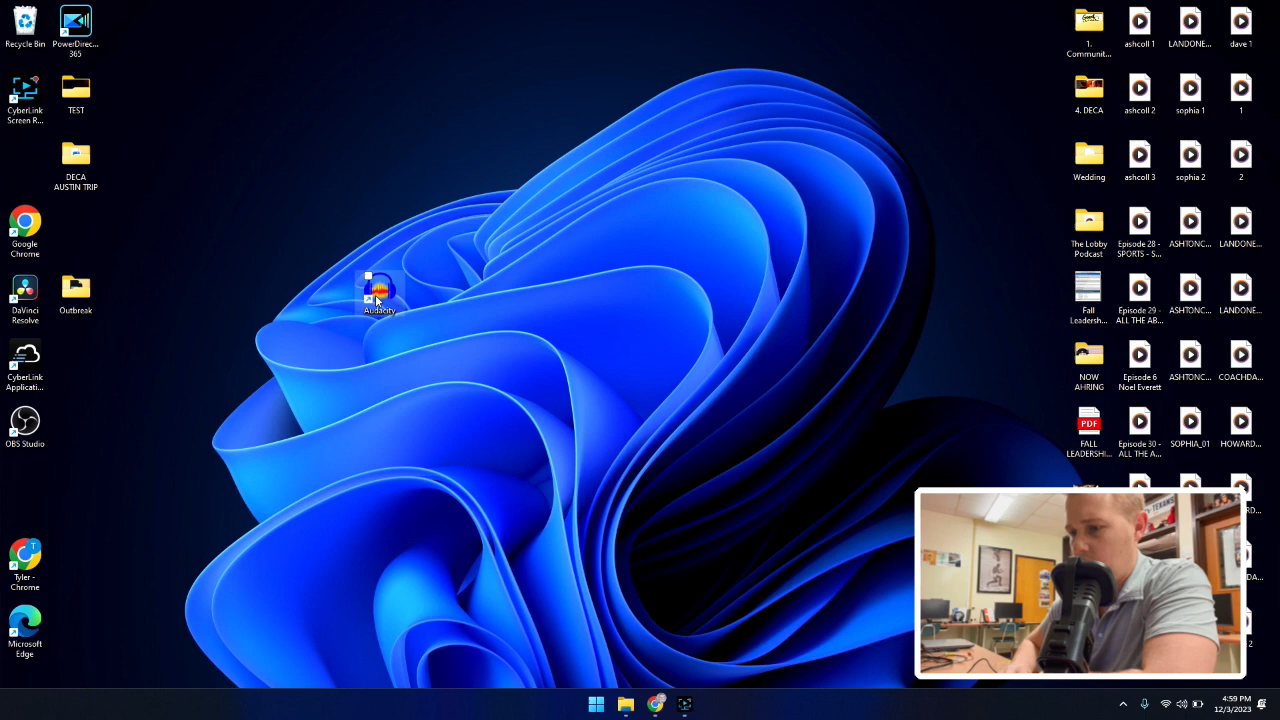 Recycle Bin
PowerDirec...
365
CyberLink
Screen R...
TEST
DECA
AUSTIN TRIP
Google
Chrome
DaVinci
Resolve
Outbreak
CyberLink
Applicati...
OBS Studio
Tyler -
Chrome
Microsoft
Edge
Audacity
1.
Communit...
ashcoll 1
LANDONE...
dave 1
4. DECA
ashcoll 2
sophia 1
1
Wedding
ashcoll 3
sophia 2
2
The Lobby
Podcast
Episode 28 -
SPORTS - S...
ASHTONC...
LANDONE...
Fall
Leadersh...
Episode 29 -
ALL THE AB...
ASHTONC...
LANDONE...
NOW
AHRING
Episode 6
Noel Everett
ASHTONC...
COACHDA...
PDF
FALL
LEADERSHI...
Episode 30 -
ALL THE A...
SOPHIA_01
HOWARD...
TEXANS
4:59 PM
12/3/2023